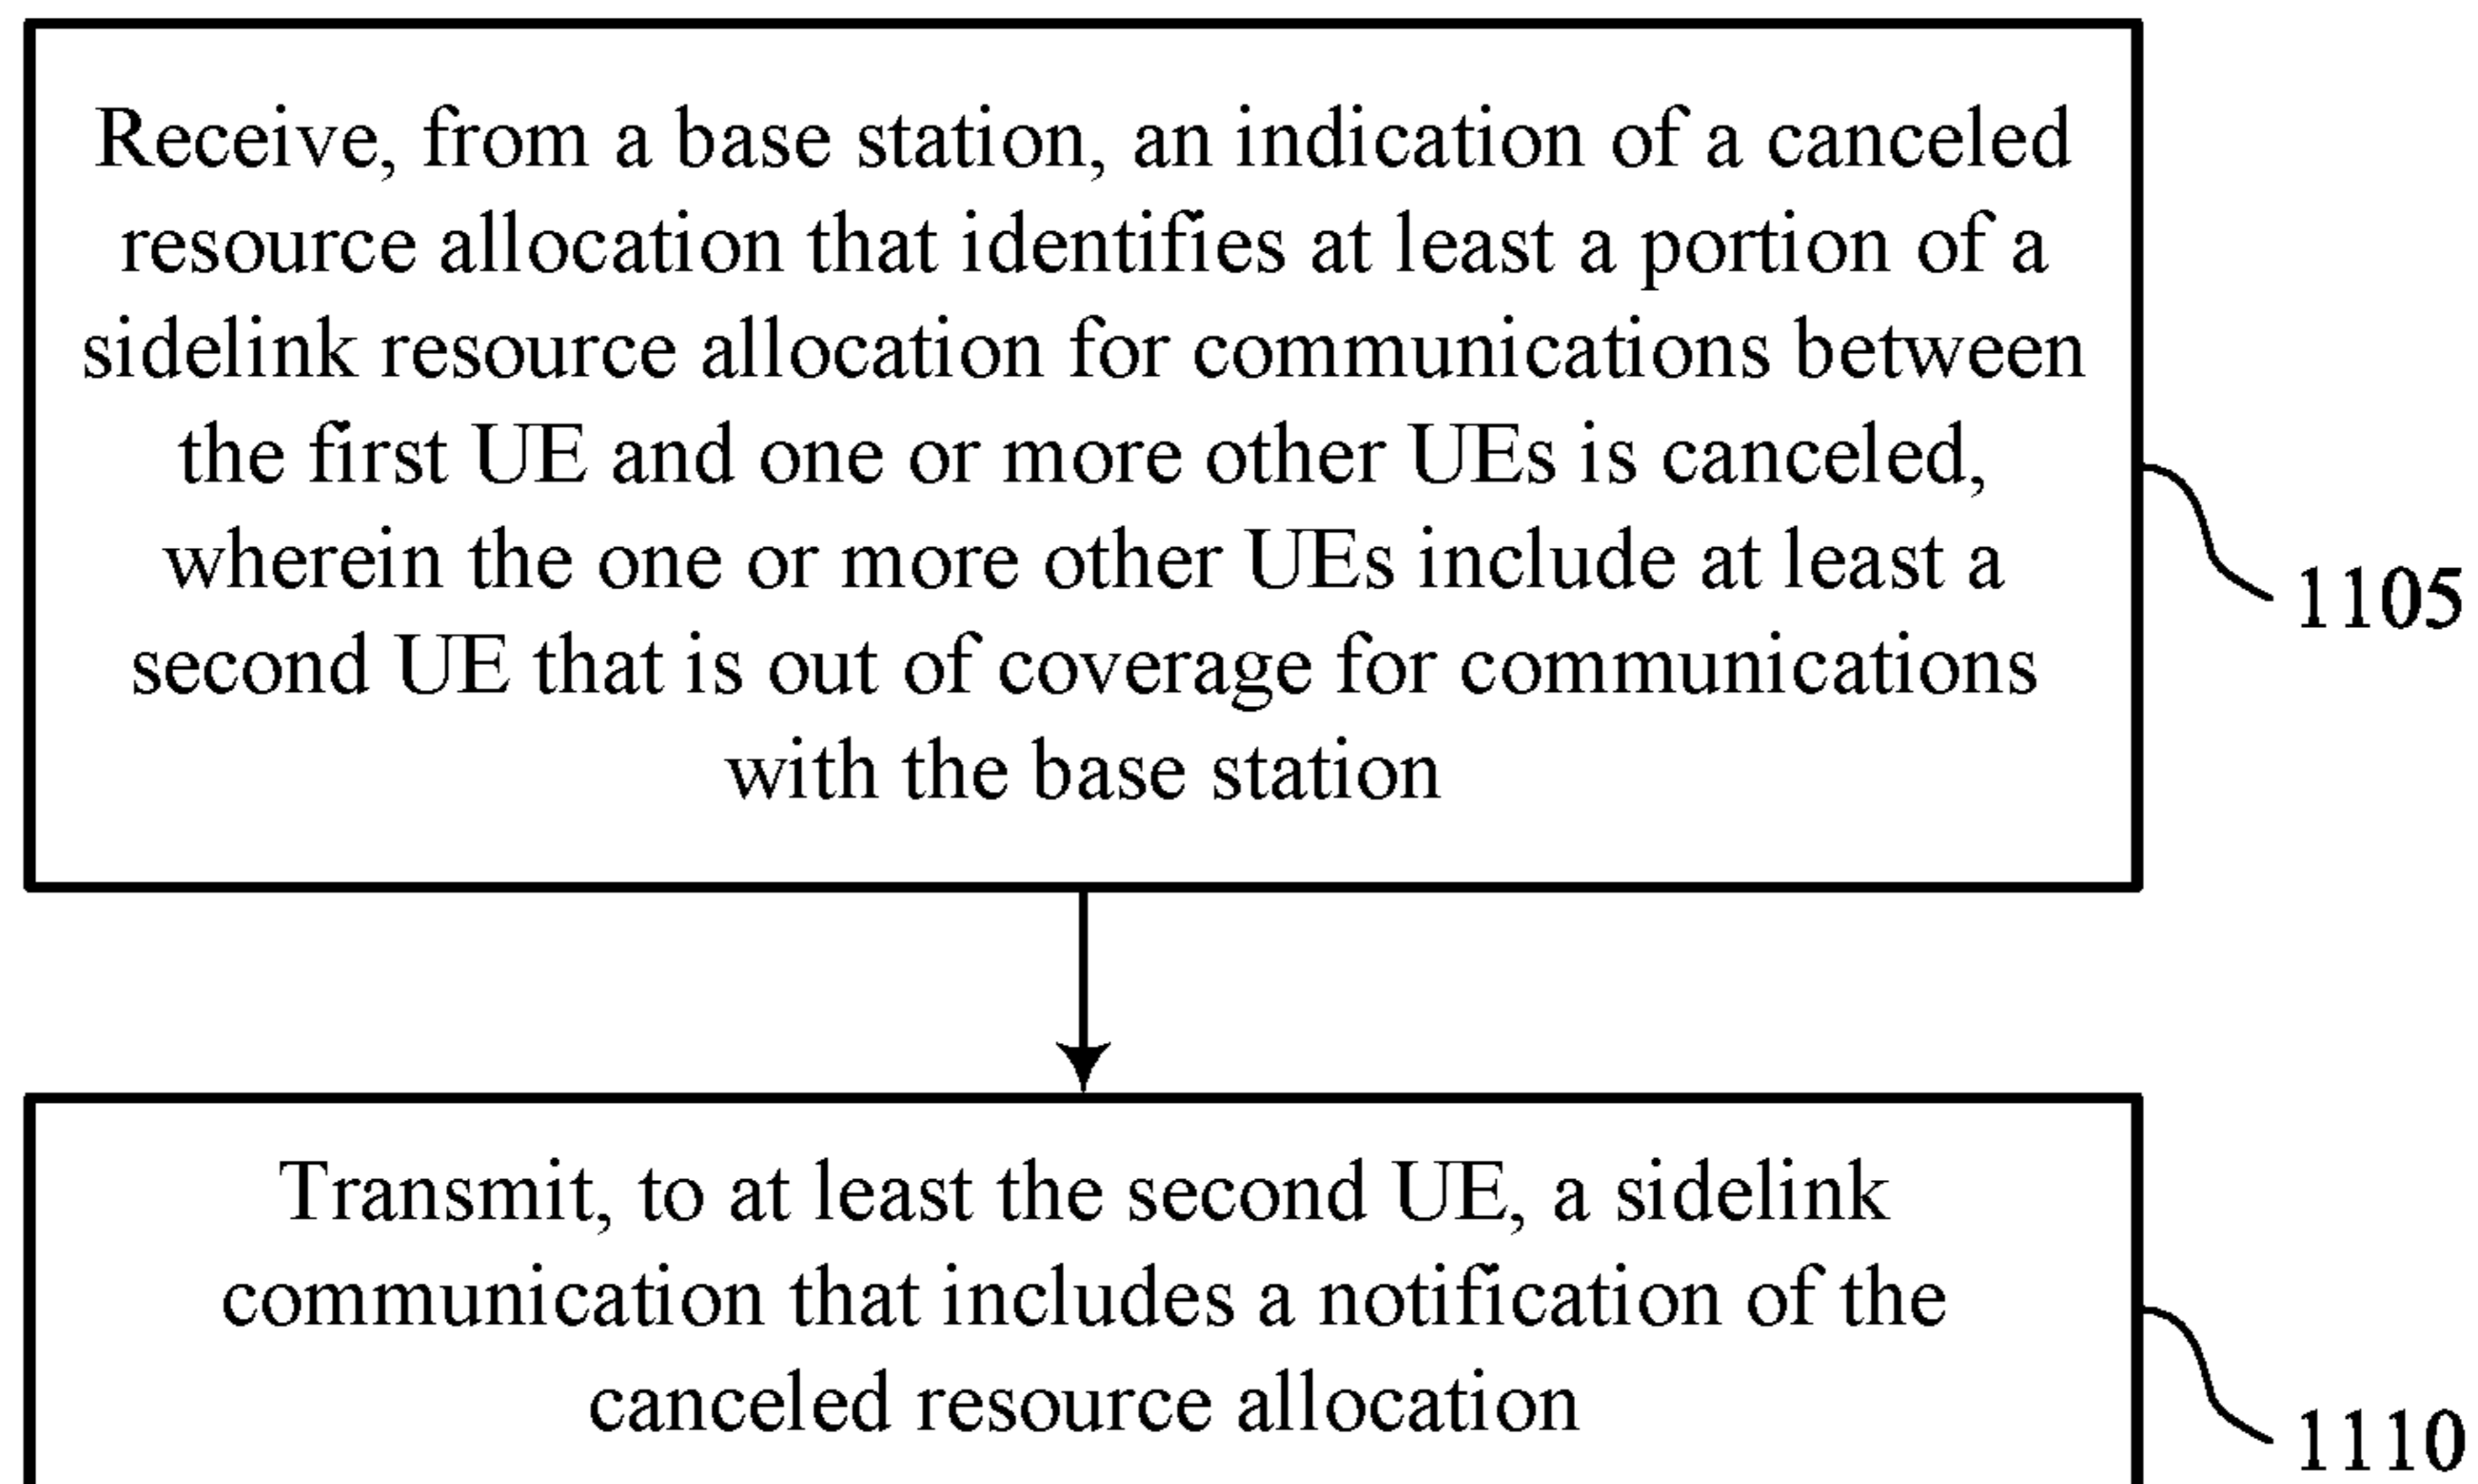 Receive, from a base station, an indication of a canceled
resource allocation that identifies at least a portion of a
sidelink resource allocation for communications between
the first UE and one or more other UEs is canceled,
wherein the one or more other UEs include at least a
second UE that is out of coverage for communications
with the base station
1105
Transmit, to at least the second UE, a sidelink
communication that includes a notification of the
canceled resource allocation
1110